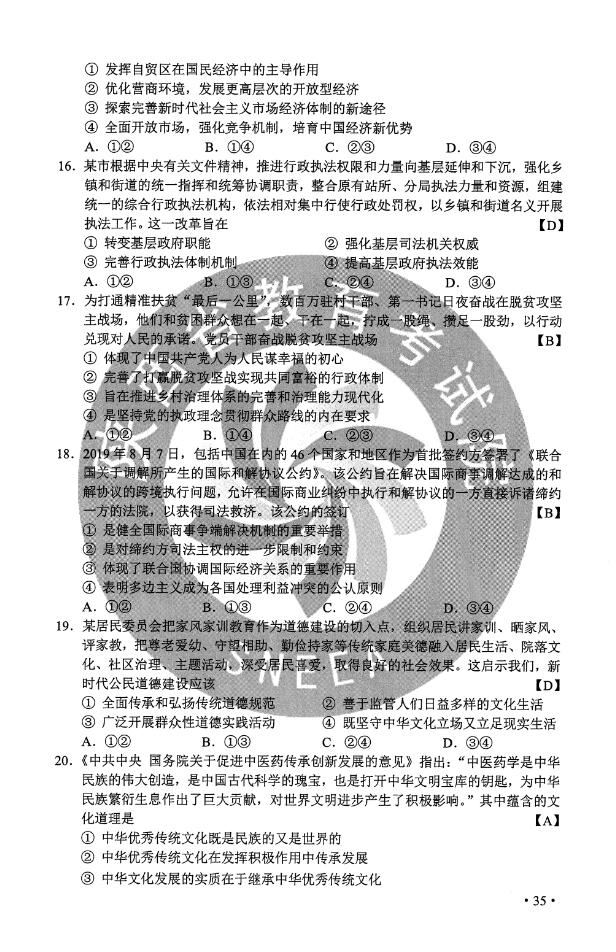 ① 发挥自贸区在国民经济中的主导作用
② 优化营商环境，发展更高层次的开放型经济
③ 探索完善新时代社会主义市场经济体制的新途径
④ 全面开放市场，强化竞争机制，培育中国经济新优势
A. ①② B. ①④ C. ②③ D. ③④
16. 某市根据中央有关文件精神，推进行政执法权限和力量向基层延伸和下沉，强化乡
镇和街道的统一指挥和统筹协调职责，整合原有站所、分局执法力量和资源，组建
统一的综合行政执法机构，依法相对集中行使行政处罚权，以乡镇和街道名义开展
执法工作。这一改革旨在 【D】
① 转变基层政府职能 ② 强化基层司法机关权威
③ 完善行政执法体制机制 ④ 提高基层政府执法效能
A. ①② B. ①③ C. ②④ D. ③④
17. 为打通精准扶贫“最后一公里”，数百万驻村干部、第一书记日夜奋战在脱贫攻坚
主战场，他们和贫困群众想在一起、干在一起，拧成一股绳、攒足一股劲，以行动
兑现对人民的承诺。党员干部奋战脱贫攻坚主战场 【B】
① 体现了中国共产党人为人民谋幸福的初心
② 完善了打赢脱贫攻坚战实现共同富裕的行政体制
③ 旨在推进乡村治理体系的完善和治理能力现代化
④ 是坚持党的执政理念贯彻群众路线的内在要求
A. ①② B. ①④ C. ②③ D. ③④
18. 2019 年 8 月 7 日，包括中国在内的 46 个国家和地区作为首批签约方签署了《联合
国关于调解所产生的国际和解协议公约》。该公约旨在解决国际商事调解达成的和
解协议的跨境执行问题，允许在国际商业纠纷中执行和解协议的一方直接诉诸缔约
一方的法院，以获得司法救济。该公约的签订 【B】
① 是健全国际商事争端解决机制的重要举措
② 是对缔约方司法主权的进一步限制和约束
③ 体现了联合国协调国际经济关系的重要作用
④ 表明多边主义成为各国处理利益冲突的公认原则
A. ①② B. ①③ C. ②④ D. ③④
19. 某居民委员会把家风家训教育作为道德建设的切入点，组织居民讲家训、晒家风、
评家教，把尊老爱幼、守望相助、勤俭持家等传统家庭美德融入居民生活、院落文
化、社区治理、主题活动，深受居民喜爱，取得良好的社会效果。这启示我们，新
时代公民道德建设应该 【D】
① 全面传承和弘扬传统道德规范 ② 善于监管人们日益多样的文化生活
③ 广泛开展群众性道德实践活动 ④ 既坚守中华文化立场又立足现实生活
A. ①② B. ①③ C. ②④ D. ③④
20. 《中共中央 国务院关于促进中医药传承创新发展的意见》指出：“中医药学是中华
民族的伟大创造，是中国古代科学的瑰宝，也是打开中华文明宝库的钥匙，为中华
民族繁衍生息作出了巨大贡献，对世界文明进步产生了积极影响。”其中蕴含的文
化道理是 【A】
① 中华优秀传统文化既是民族的又是世界的
② 中华优秀传统文化在发挥积极作用中传承发展
③ 中华文化发展的实质在于继承中华优秀传统文化
· 35 ·
陕西省教育考试院
SNEEA